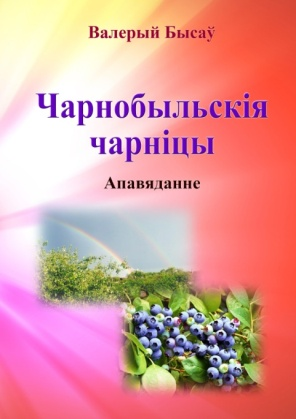 Валерый Бысаў
Чарнобыльскія
чарніцы
Апавяданне